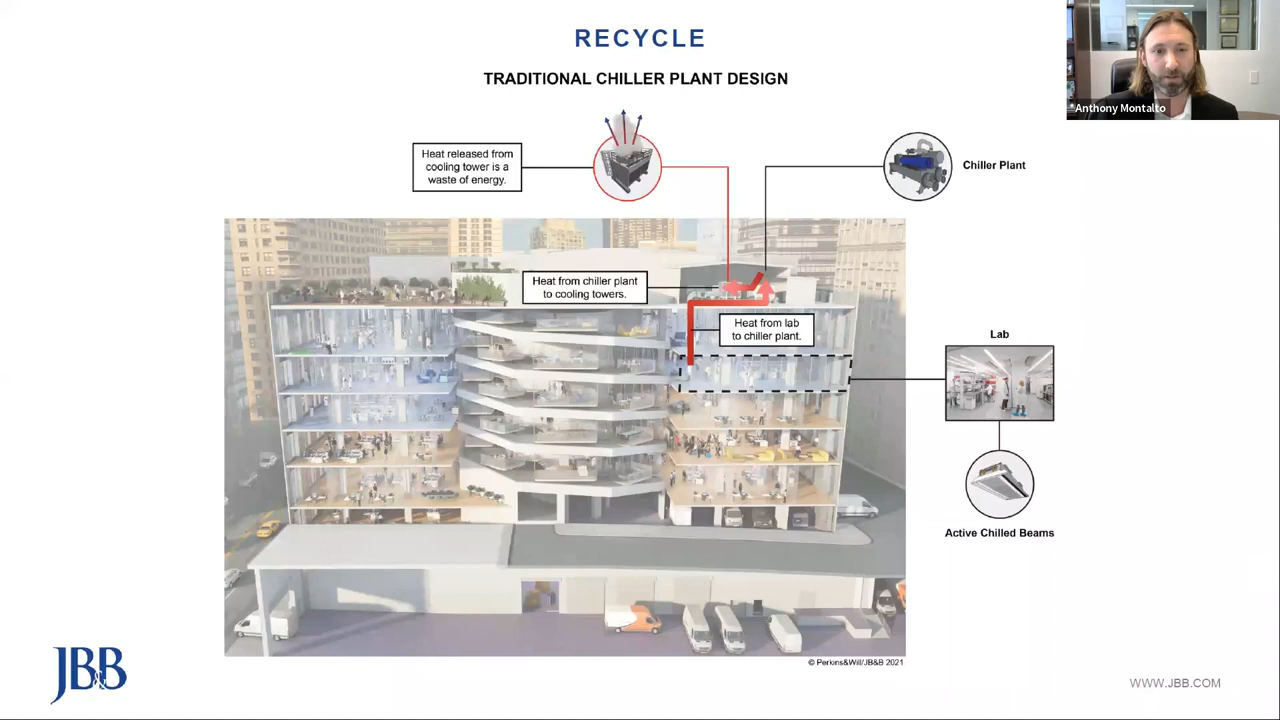 RECYCLE
TRADITIONAL CHILLER PLANT DESIGN
*Anthony Montalto
Heat released from
cooling tower is a
waste of energy.
Chiller Plant
Heat from chiller plant
to cooling towers.
Heat from lab
to chiller plant.
Lab
Active Chilled Beams
© Perkins&Will/JB&B 2021
JB&B
WWW.JBB.COM